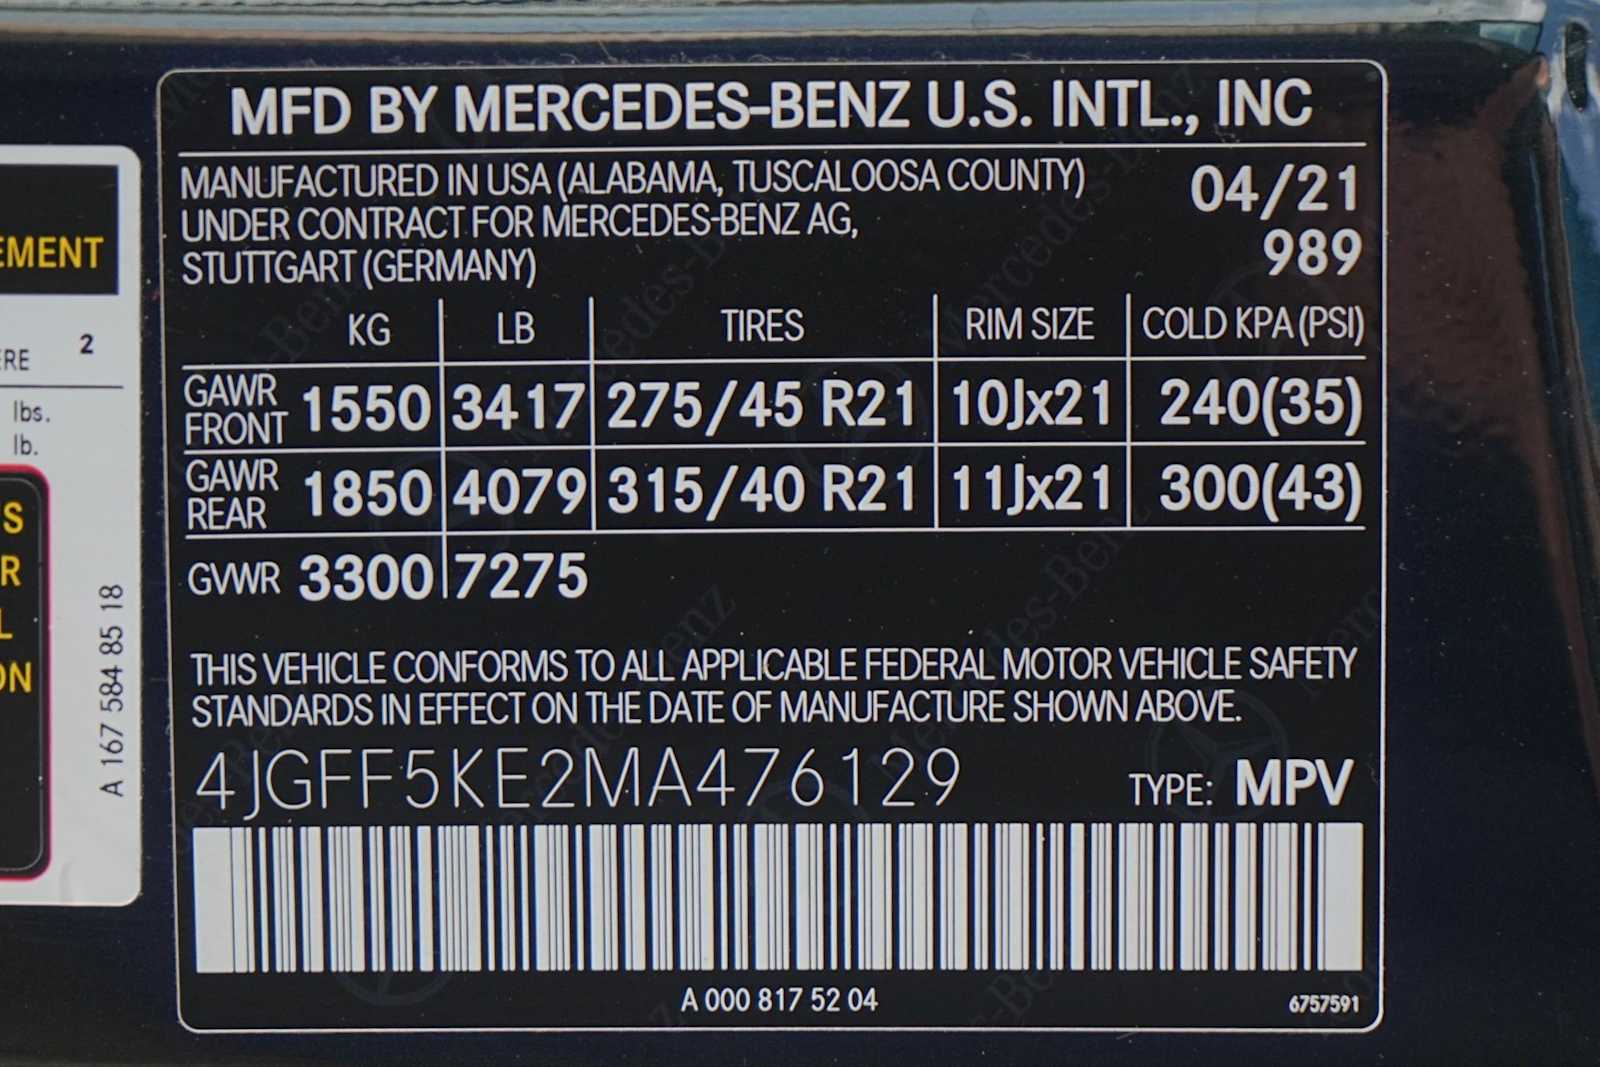 MFD BY MERCEDES-BENZ U.S. INTL., INC
MANUFACTURED IN USA (ALABAMA, TUSCALOOSA COUNTY) 04/21
UNDER CONTRACT FOR MERCEDES-BENZ AG, 989
STUTTGART (GERMANY)
KG LB TIRES RIM SIZE COLD KPA (PSI)
GAWR FRONT 1550 3417 275/45 R21 10Jx21 240(35)
GAWR REAR 1850 4079 315/40 R21 11Jx21 300(43)
GVWR 3300 7275
THIS VEHICLE CONFORMS TO ALL APPLICABLE FEDERAL MOTOR VEHICLE SAFETY
STANDARDS IN EFFECT ON THE DATE OF MANUFACTURE SHOWN ABOVE.
4JGFF5KE2MA476129 TYPE: MPV
A 000 817 52 04 6757591
EMENT
ERE 2
lbs.
lb.
S
R
L
ON
A 167 584 85 18